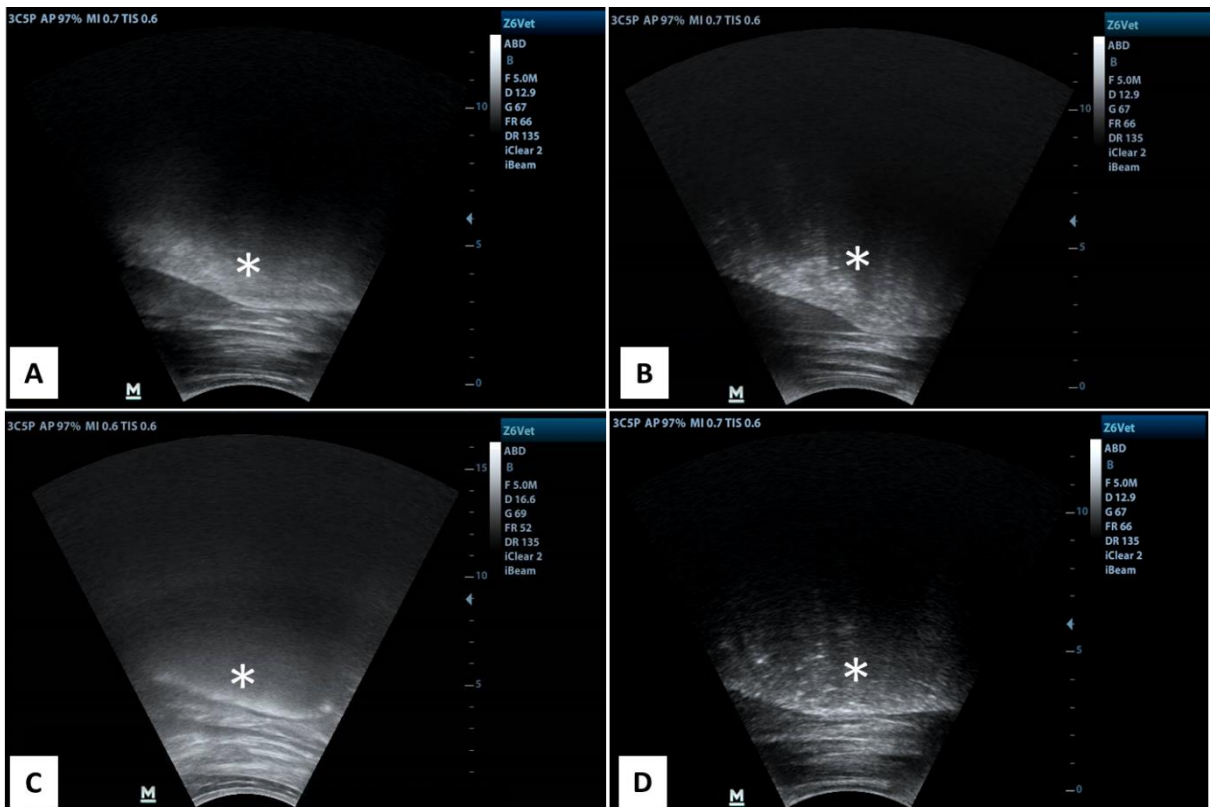 3C5P AP 97% MI 0.7 TIS 0.6
Z6Vet
ABD
B
F 5.0M
D 12.9
G 67
FR 66
DR 135
iClear 2
iBeam
10
5
0
*
M
A
3C5P AP 97% MI 0.7 TIS 0.6
Z6Vet
ABD
B
F 5.0M
D 12.9
G 67
FR 66
DR 135
iClear 2
iBeam
10
5
0
*
M
B
3C5P AP 97% MI 0.6 TIS 0.6
Z6Vet
ABD
B
F 5.0M
D 16.6
G 69
FR 52
DR 135
iClear 2
iBeam
15
10
5
*
M
C
3C5P AP 97% MI 0.7 TIS 0.6
Z6Vet
ABD
B
F 5.0M
D 12.9
G 67
FR 66
DR 135
iClear 2
iBeam
10
5
0
*
M
D